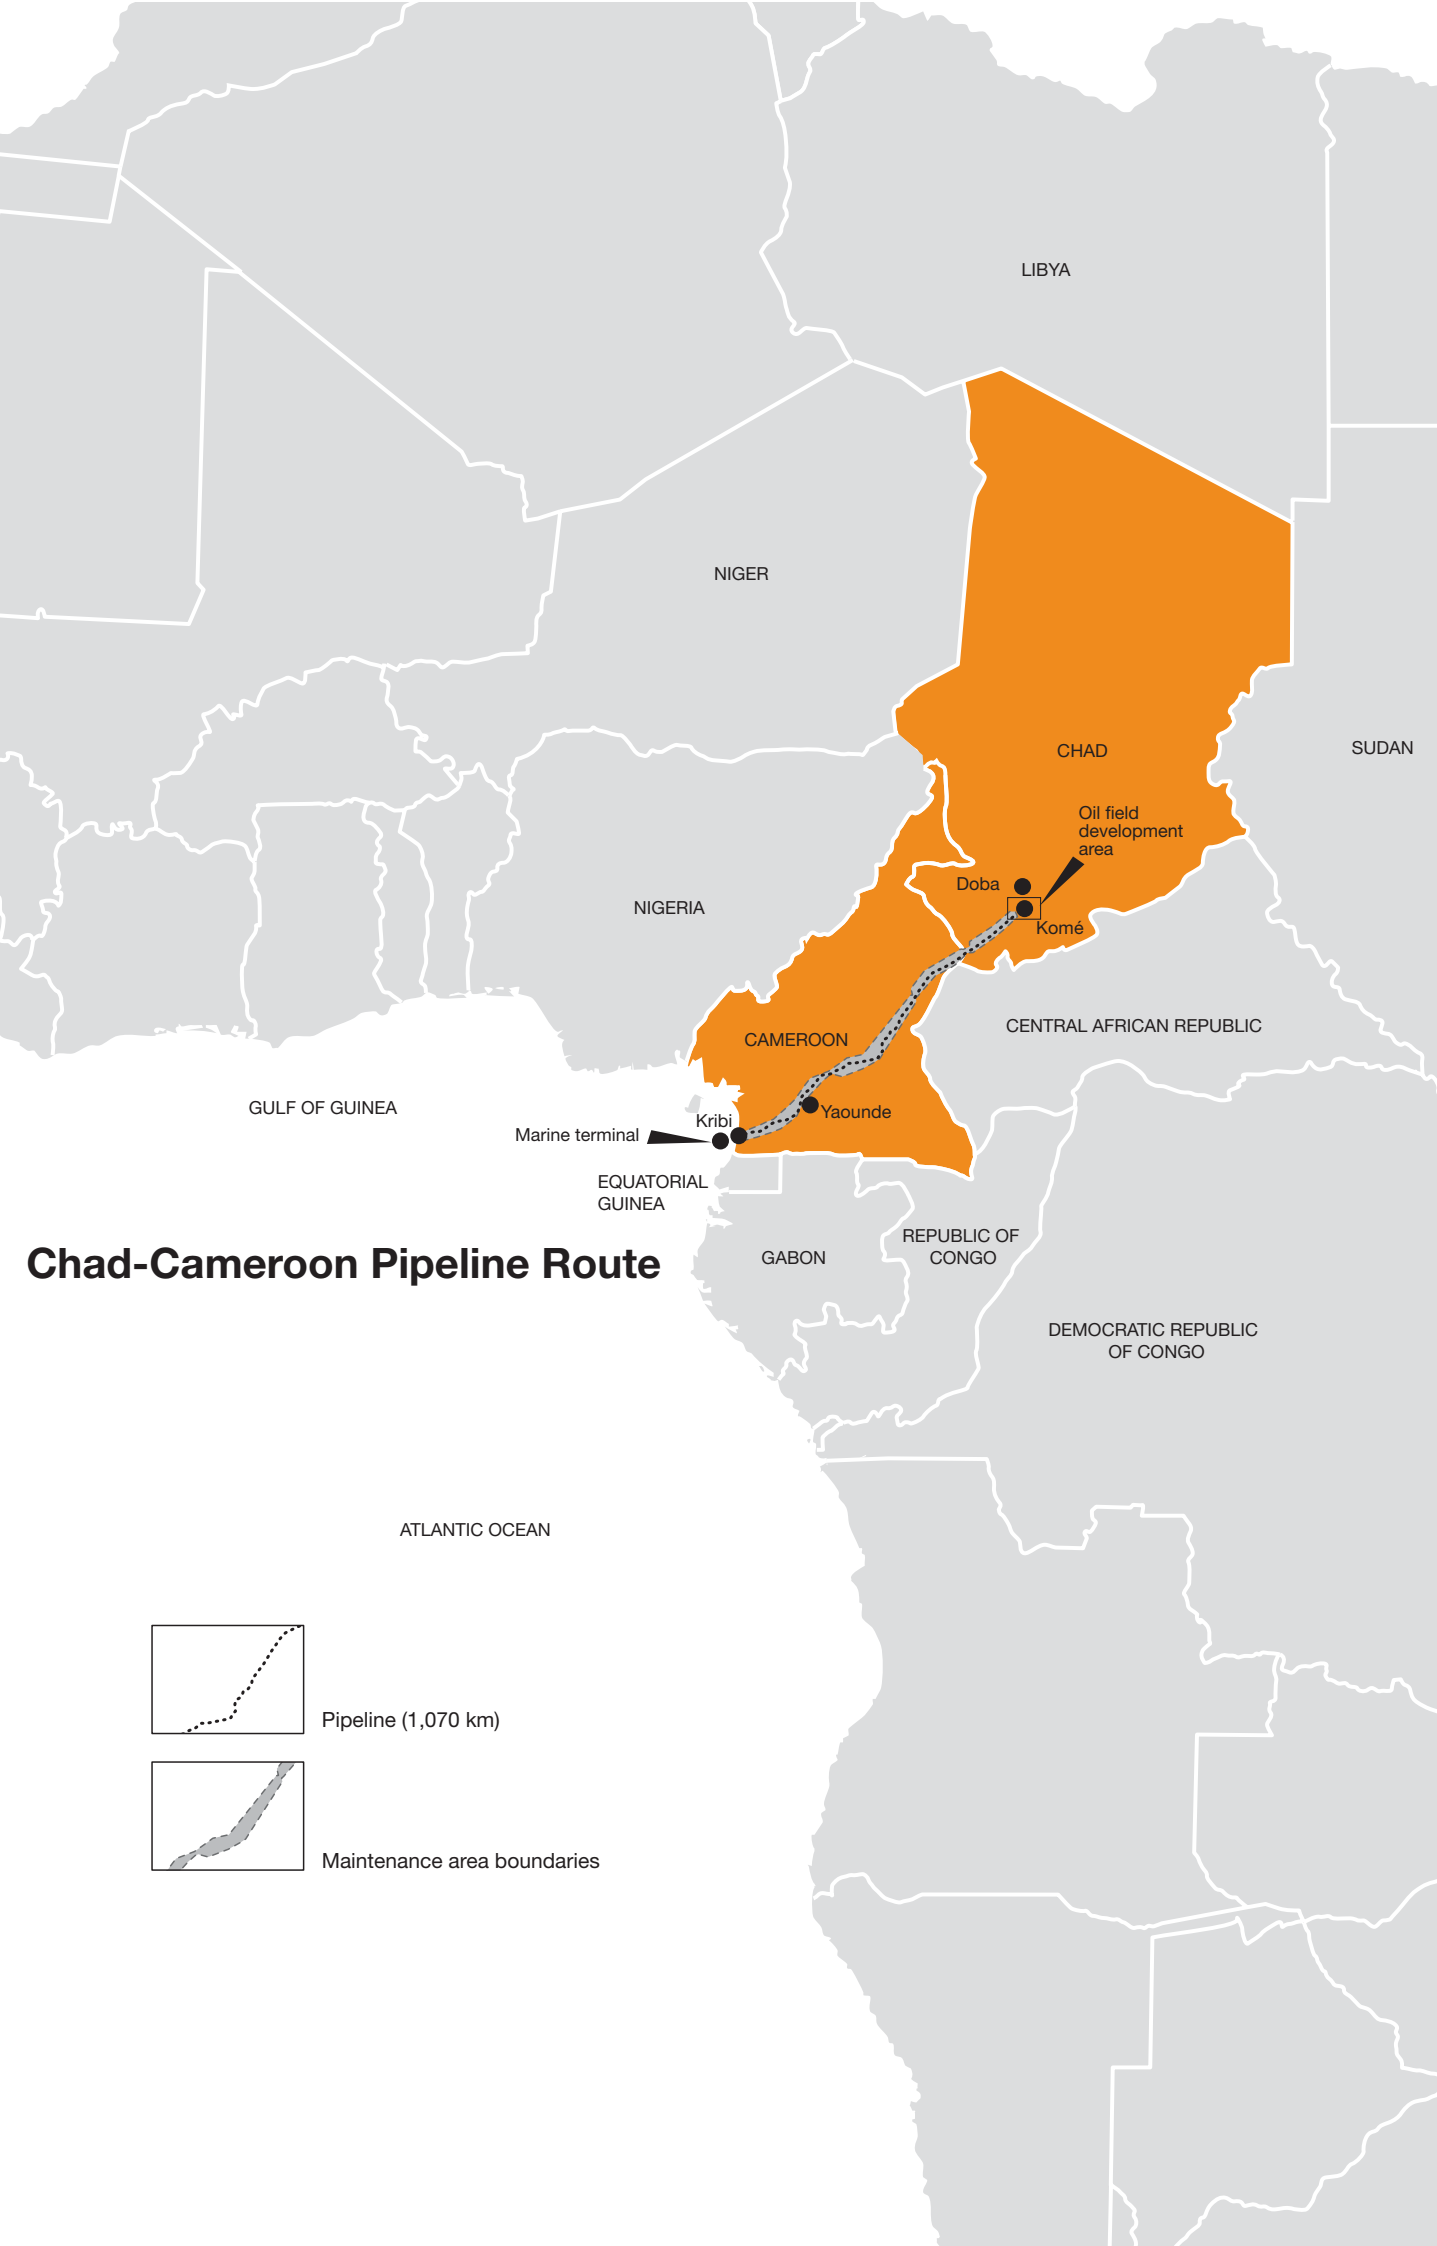 LIBYA
NIGER
CHAD
SUDAN
Oil field
development
area
Doba
Komé
NIGERIA
CENTRAL AFRICAN REPUBLIC
CAMEROON
GULF OF GUINEA
Yaounde
Kribi
Marine terminal
EQUATORIAL
GUINEA
REPUBLIC OF
CONGO
GABON
Chad-Cameroon Pipeline Route
DEMOCRATIC REPUBLIC
OF CONGO
ATLANTIC OCEAN
Pipeline (1,070 km)
Maintenance area boundaries